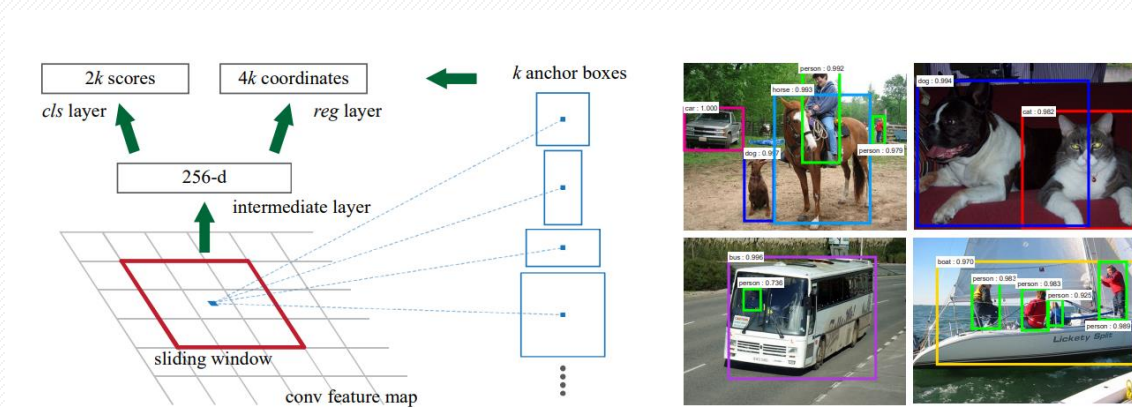 2k scores
4k coordinates
k anchor boxes
cls layer
reg layer
256-d
intermediate layer
sliding window
conv feature map
person : 0.992
horse : 0.993
car : 1.000
dog : 0.997
person : 0.979
dog : 0.994
cat : 0.982
bus : 0.996
person : 0.736
boat : 0.970
person : 0.983
person : 0.983
person : 0.925
person : 0.989
Lickety Split